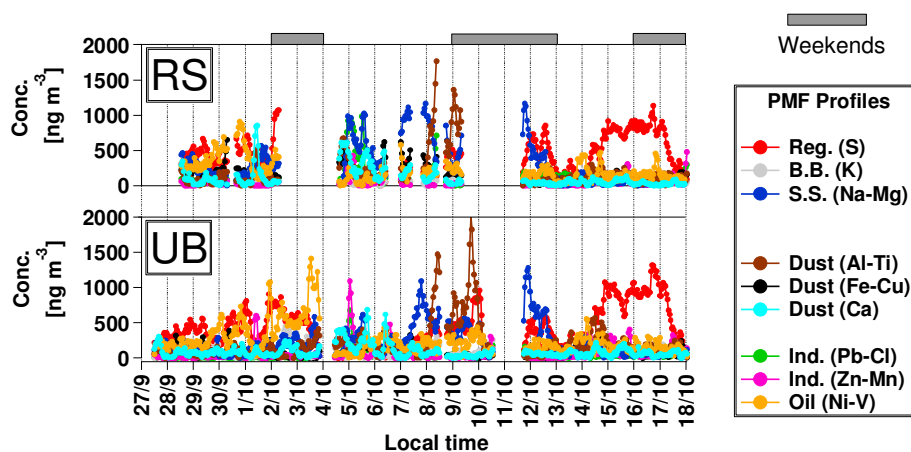 2000
1500
1000
500
0
Conc.
[ng m-3]
RS
2000
1500
1000
500
0
Conc.
[ng m-3]
UB
27/9
28/9
29/9
30/9
1/10
2/10
3/10
4/10
5/10
6/10
7/10
8/10
9/10
10/10
11/10
12/10
13/10
14/10
15/10
16/10
17/10
18/10
Local time
Weekends
PMF Profiles
Reg. (S)
B.B. (K)
S.S. (Na-Mg)
Dust (Al-Ti)
Dust (Fe-Cu)
Dust (Ca)
Ind. (Pb-Cl)
Ind. (Zn-Mn)
Oil (Ni-V)